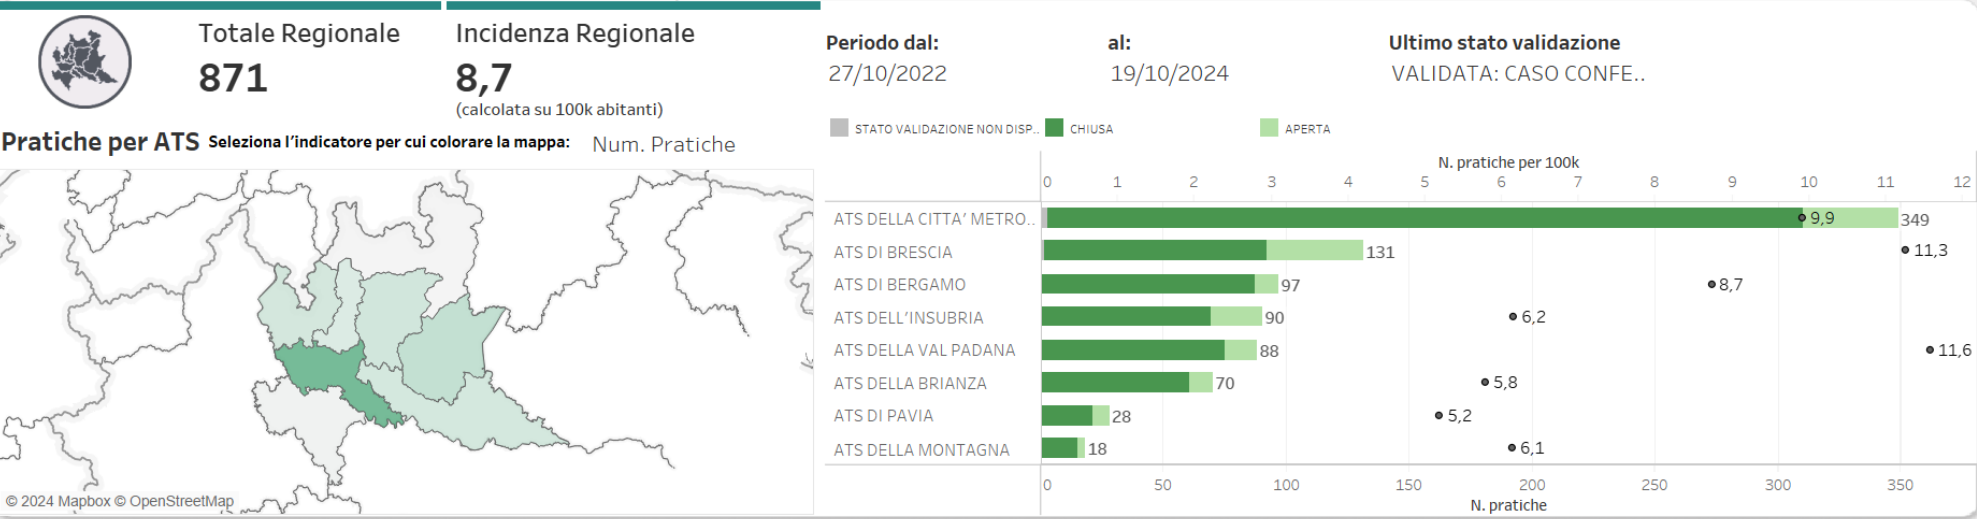 Totale Regionale
871
Incidenza Regionale
8,7
(calcolata su 100k abitanti)
Periodo dal:
27/10/2022
al:
19/10/2024
Ultimo stato validazione
VALIDATA: CASO CONFE..
Pratiche per ATS
Seleziona l'indicatore per cui colorare la mappa:
Num. Pratiche
© 2024 Mapbox © OpenStreetMap
STATO VALIDAZIONE NON DISP..
CHIUSA
APERTA
N. pratiche per 100k
0 1 2 3 4 5 6 7 8 9 10 11 12
ATS DELLA CITTA' METRO.. 9,9 349
ATS DI BRESCIA 131 11,3
ATS DI BERGAMO 97 8,7
ATS DELL'INSUBRIA 90 6,2
ATS DELLA VAL PADANA 88 11,6
ATS DELLA BRIANZA 70 5,8
ATS DI PAVIA 28 5,2
ATS DELLA MONTAGNA 18 6,1
0 50 100 150 200 250 300 350
N. pratiche